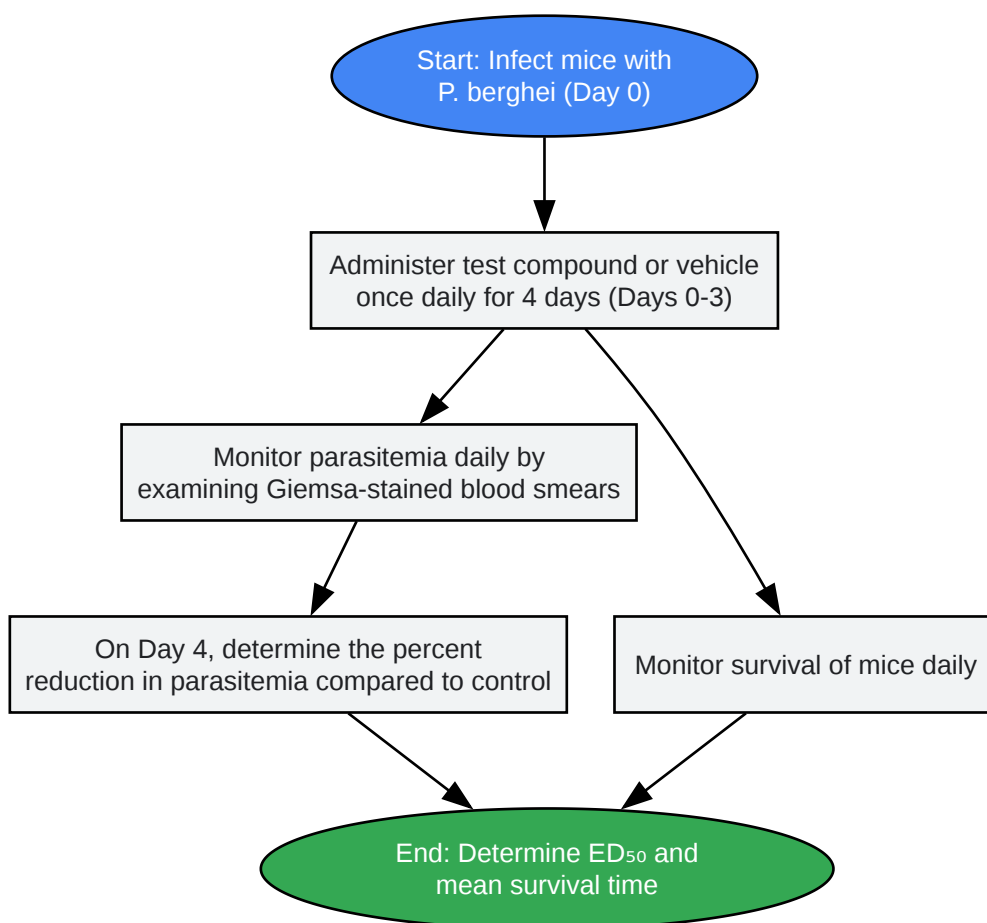 Start: Infect mice with
P. berghei (Day 0)
Administer test compound or vehicle
once daily for 4 days (Days 0-3)
Monitor parasitemia daily by
examining Giemsa-stained blood smears
On Day 4, determine the percent
reduction in parasitemia compared to control
Monitor survival of mice daily
End: Determine ED₅₀ and
mean survival time